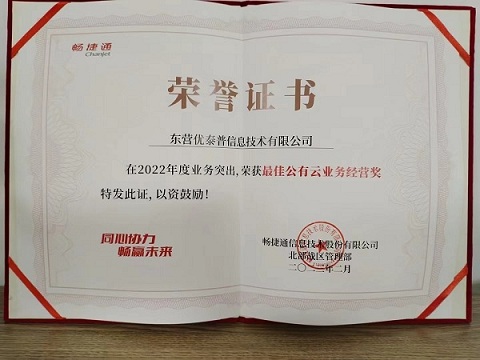 畅捷通
Chanjet
荣誉证书
东营优泰普信息技术有限公司
在2022年度业务突出,荣获最佳公有云业务经营奖
特发此证,以资鼓励!
同心协力
畅赢未来
畅捷通信息技术股份有限公司
北部战区管理部
二〇二三年二月